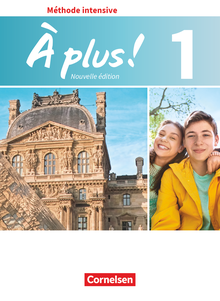 Méthode intensive
À plus! 1
Nouvelle édition
Cornelsen